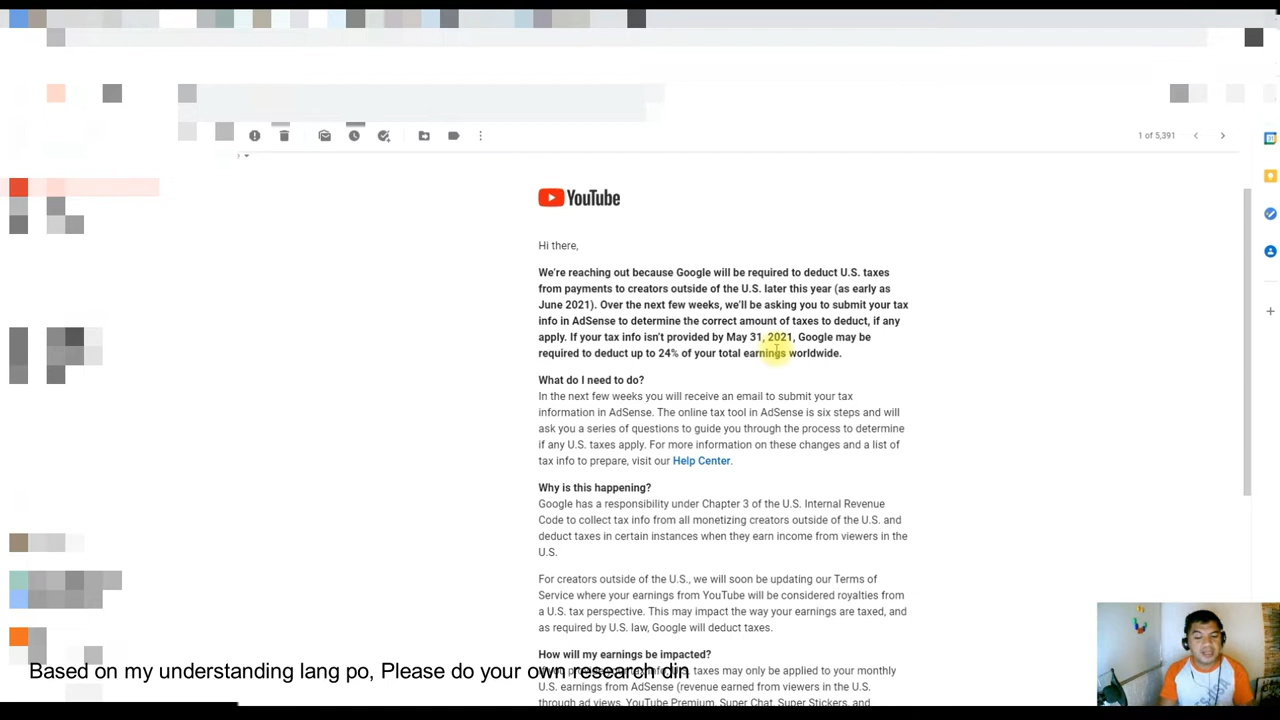 1 of 5,391
YouTube
Hi there,
We're reaching out because Google will be required to deduct U.S. taxes
from payments to creators outside of the U.S. later this year (as early as
June 2021). Over the next few weeks, we'll be asking you to submit your tax
info in AdSense to determine the correct amount of taxes to deduct, if any
apply. If your tax info isn't provided by May 31, 2021, Google may be
required to deduct up to 24% of your total earnings worldwide.
What do I need to do?
In the next few weeks you will receive an email to submit your tax
information in AdSense. The online tax tool in AdSense is six steps and will
ask you a series of questions to guide you through the process to determine
if any U.S. taxes apply. For more information on these changes and a list of
tax info to prepare, visit our Help Center.
Why is this happening?
Google has a responsibility under Chapter 3 of the U.S. Internal Revenue
Code to collect tax info from all monetizing creators outside of the U.S. and
deduct taxes in certain instances when they earn income from viewers in the
U.S.
For creators outside of the U.S., we will soon be updating our Terms of
Service where your earnings from YouTube will be considered royalties from
a U.S. tax perspective. This may impact the way your earnings are taxed, and
as required by U.S. law, Google will deduct taxes.
How will my earnings be impacted?
taxes may only be applied to your monthly
Based on my understanding lang po, Please do your own research din
U.S. earnings from AdSense (revenue earned from viewers in the U.S.
through ad views, YouTube Premium, Super Chat, Super Stickers, and